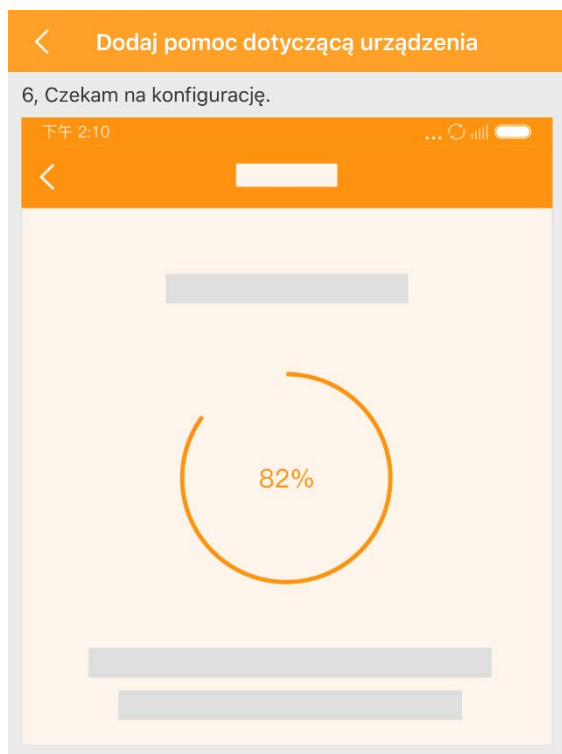 Dodaj pomoc dotyczącą urządzenia
6, Czekam na konfigurację.
下午 2:10
82%